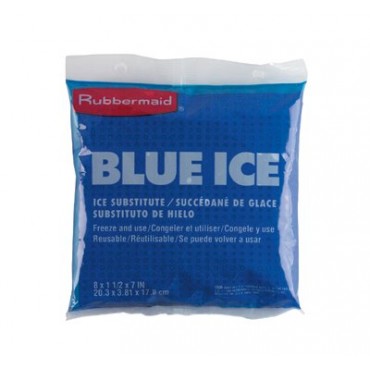 Rubbermaid
BLUE ICE
ICE SUBSTITUTE / SUCCÉDANÉ DE GLACE
SUBSTITUTO DE HIELO
Freeze and use/Congeler et utiliser/Congele y use
Reusable/Réutilisable/Se puede volver a usar
8 x 1 1/2 x 7 IN
20.3 x 3.81 x 17.8 cm